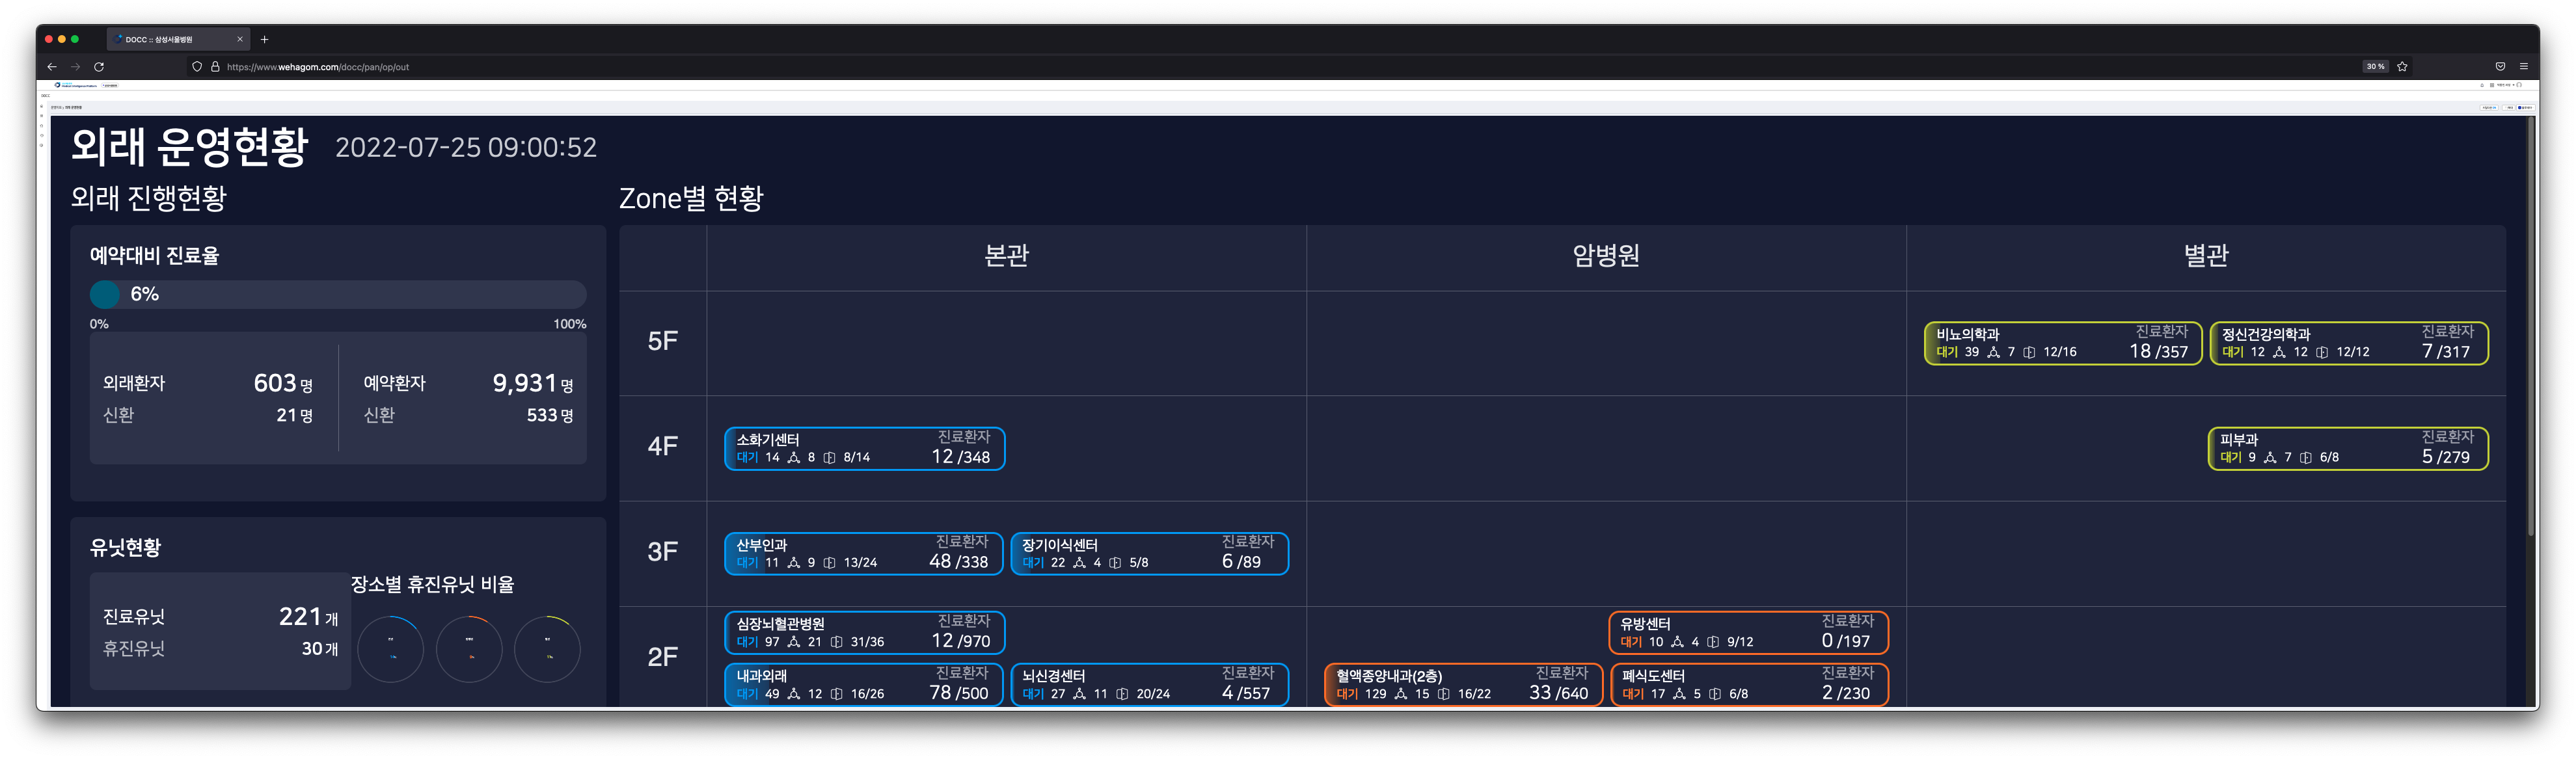 DOCC :: 삼성서울병원
https://www.wehagom.com/docc/pan/op/out
30 %
DOCC
외래 운영현황 2022-07-25 09:00:52
외래 진행현황
예약대비 진료율
6%
0% 100%
외래환자 603 명
신환 21 명
예약환자 9,931 명
신환 533 명
유닛현황
진료유닛 221 개
휴진유닛 30 개
장소별 휴진유닛 비율
Zone별 현황
본관 암병원 별관
5F
비뇨의학과 진료환자
대기 39 7 12/16 18 /357
정신건강의학과 진료환자
대기 12 12 12/12 7 /317
4F
소화기센터 진료환자
대기 14 8 8/14 12 /348
피부과 진료환자
대기 9 7 6/8 5 /279
3F
산부인과 진료환자
대기 11 9 13/24 48 /338
장기이식센터 진료환자
대기 22 4 5/8 6 /89
2F
심장뇌혈관병원 진료환자
대기 97 21 31/36 12 /970
유방센터 진료환자
대기 10 4 9/12 0 /197
내과외래 진료환자
대기 49 12 16/26 78 /500
뇌신경센터 진료환자
대기 27 11 20/24 4 /557
혈액종양내과(2층) 진료환자
대기 129 15 16/22 33 /640
폐식도센터 진료환자
대기 17 5 6/8 2 /230